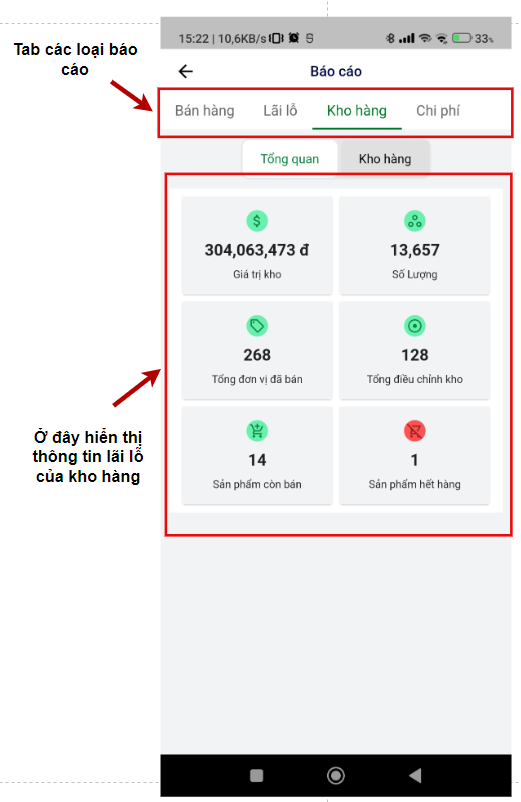 15:22 | 10,6KB/s
33%
Tab các loại báo
cáo
Báo cáo
Bán hàng Lãi lỗ Kho hàng Chi phí
Tổng quan Kho hàng
304,063,473 đ 13,657
Giá trị kho Số Lượng
268 128
Tổng đơn vị đã bán Tổng điều chỉnh kho
Ở đây hiển thị
thông tin lãi lỗ
của kho hàng
14 1
Sản phẩm còn bán Sản phẩm hết hàng